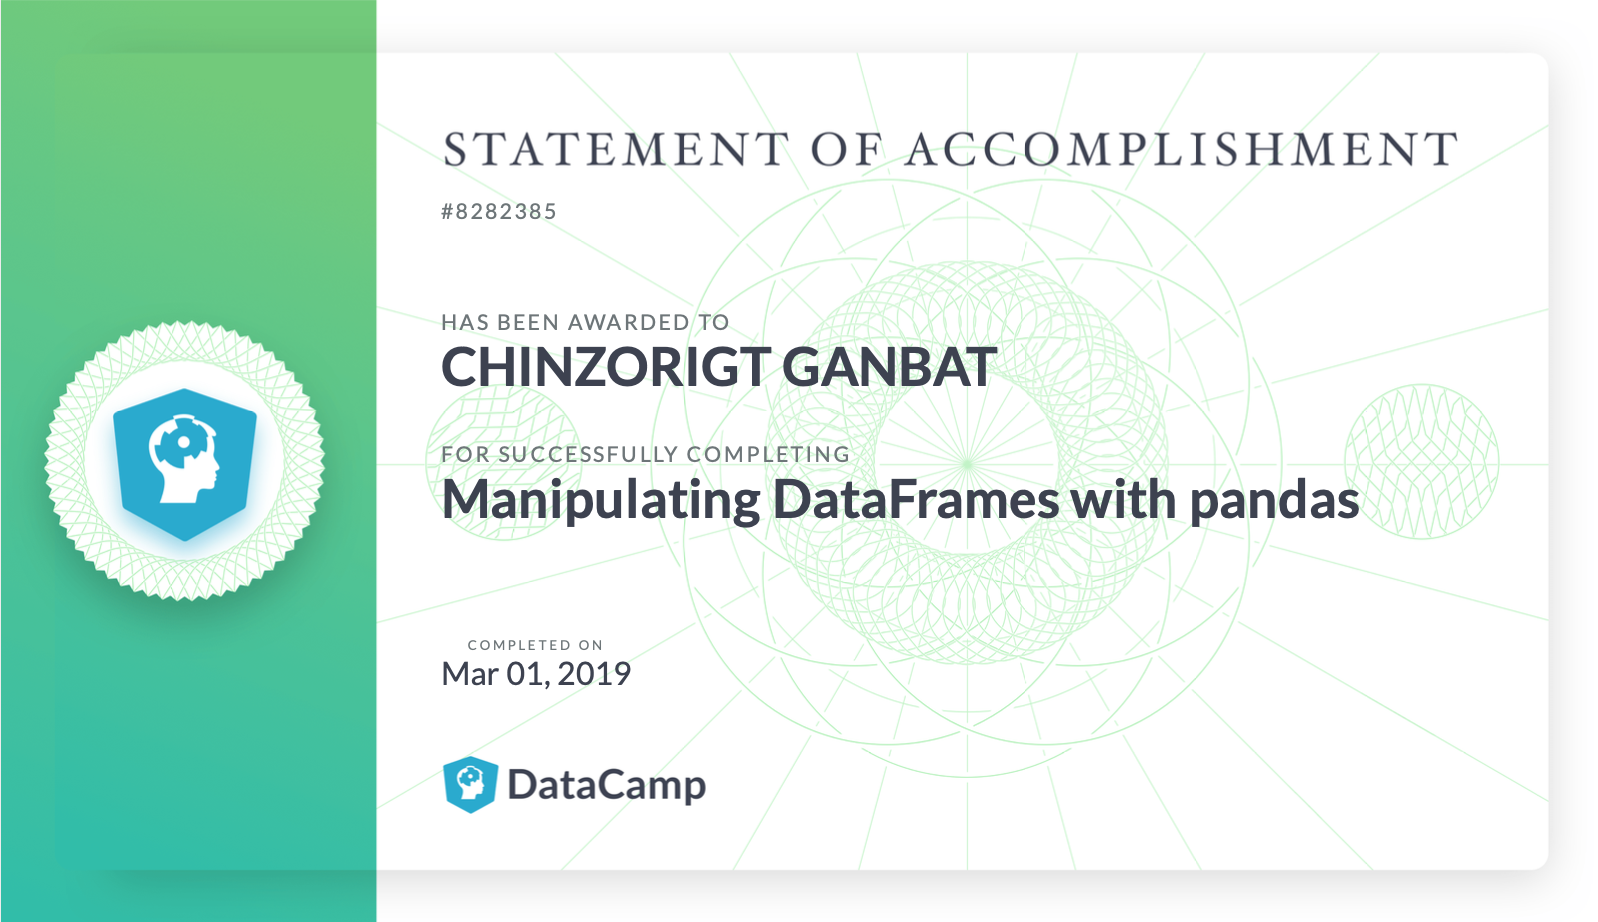 STATEMENT OF ACCOMPLISHMENT
#8282385
HAS BEEN AWARDED TO
CHINZORIGT GANBAT
FOR SUCCESSFULLY COMPLETING
Manipulating DataFrames with pandas
COMPLETED ON
Mar 01, 2019
DataCamp